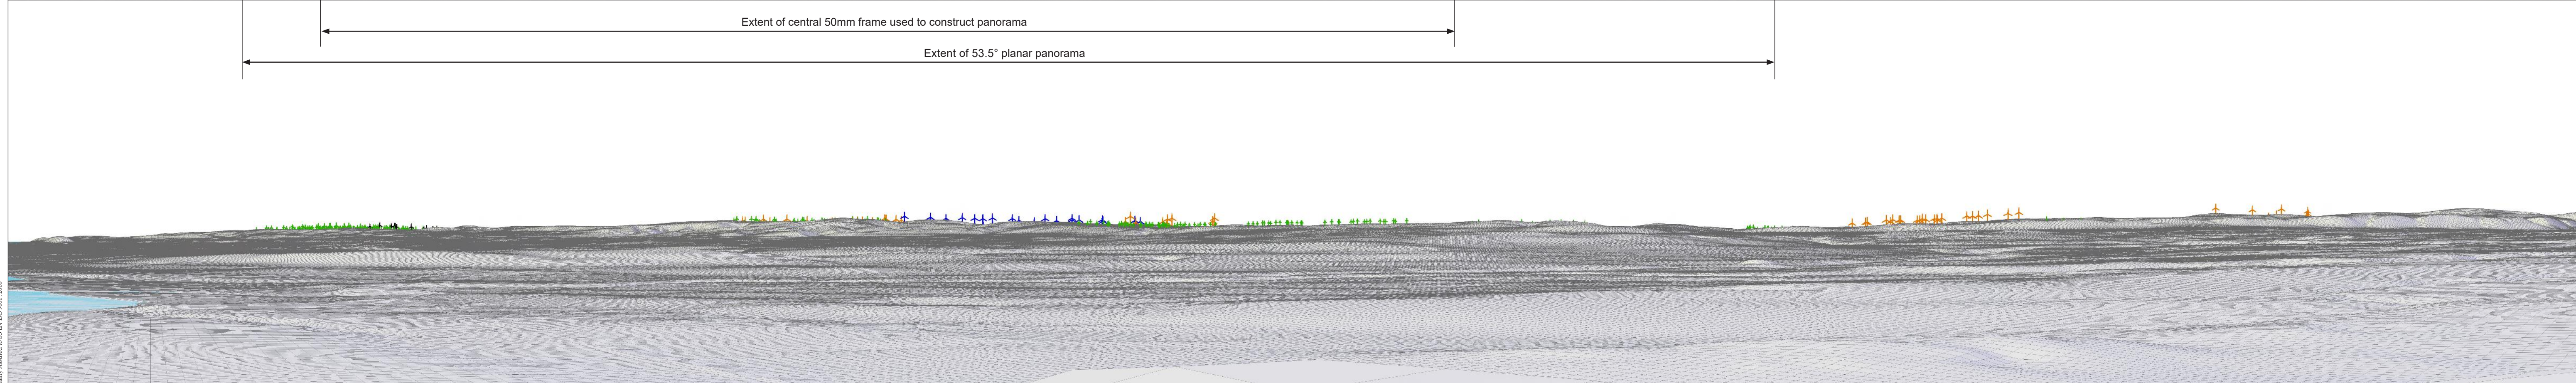 Extent of central 50mm frame used to construct panorama
Extent of 53.5° planar panorama